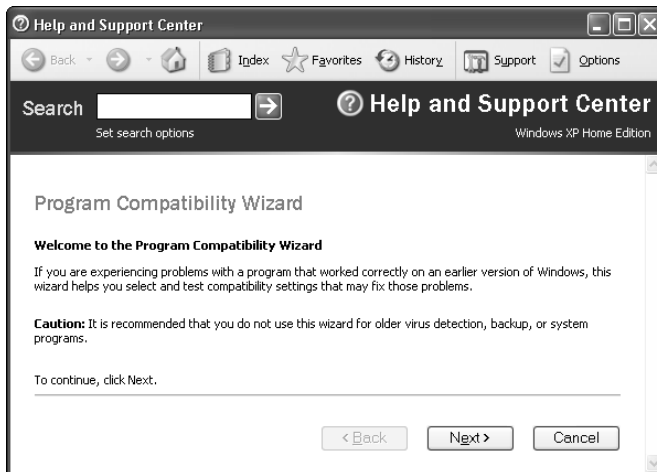 Help and Support Center
Back Index Favorites History Support Options
Search Help and Support Center
Set search options Windows XP Home Edition
Program Compatibility Wizard
Welcome to the Program Compatibility Wizard
If you are experiencing problems with a program that worked correctly on an earlier version of Windows, this
wizard helps you select and test compatibility settings that may fix those problems.
Caution: It is recommended that you do not use this wizard for older virus detection, backup, or system
programs.
To continue, click Next.
< Back Next > Cancel